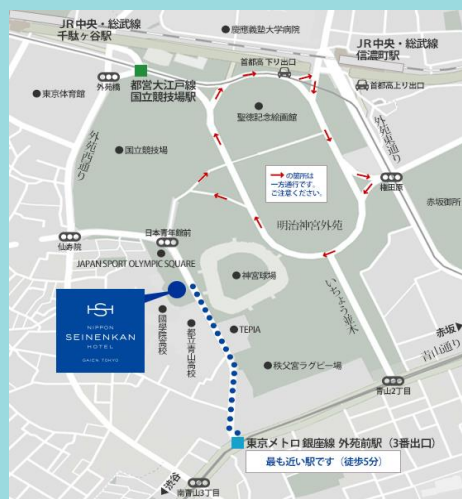 JR中央・総武線
千駄ヶ谷駅
慶應義塾大学病院
JR中央・総武線
信濃町駅
首都高 下り出口
首都高上り出口
外苑橋
都営大江戸線
国立競技場駅
東京体育館
聖徳記念絵画館
外苑西通り
国立競技場
外苑東通り
→の箇所は
一方通行です。
ご注意ください。
権田原
赤坂御所
日本青年館前
明治神宮外苑
仙寿院
JAPAN SPORT OLYMPIC SQUARE
神宮球場
いちょう並木
NIPPON
SEINENKAN
HOTEL
GAIEN TOKYO
國學院高校
都立青山高校
TEPIA
赤坂
青山通り
秩父宮ラグビー場
青山2丁目
東京メトロ 銀座線 外苑前駅（3番出口）
最も近い駅です（徒歩5分）
渋谷
南青山3丁目